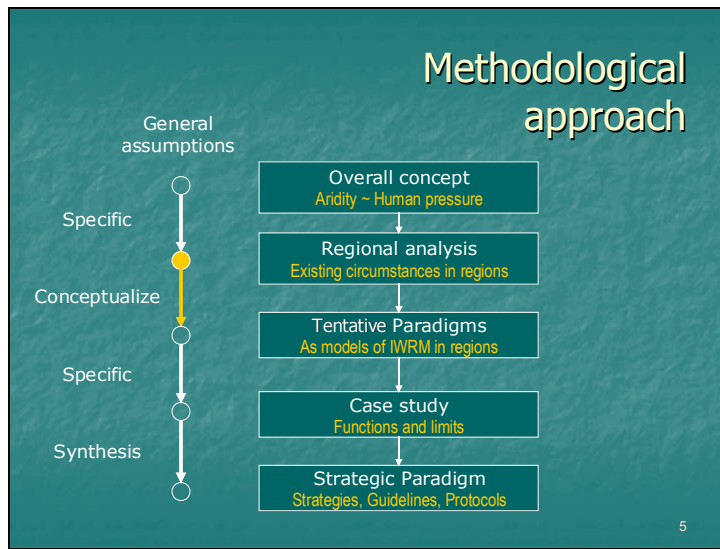 Methodological
approach
General
assumptions
Specific
Conceptualize
Specific
Synthesis
Overall concept
Aridity ~ Human pressure
Regional analysis
Existing circumstances in regions
Tentative Paradigms
As models of IWRM in regions
Case study
Functions and limits
Strategic Paradigm
Strategies, Guidelines, Protocols
5